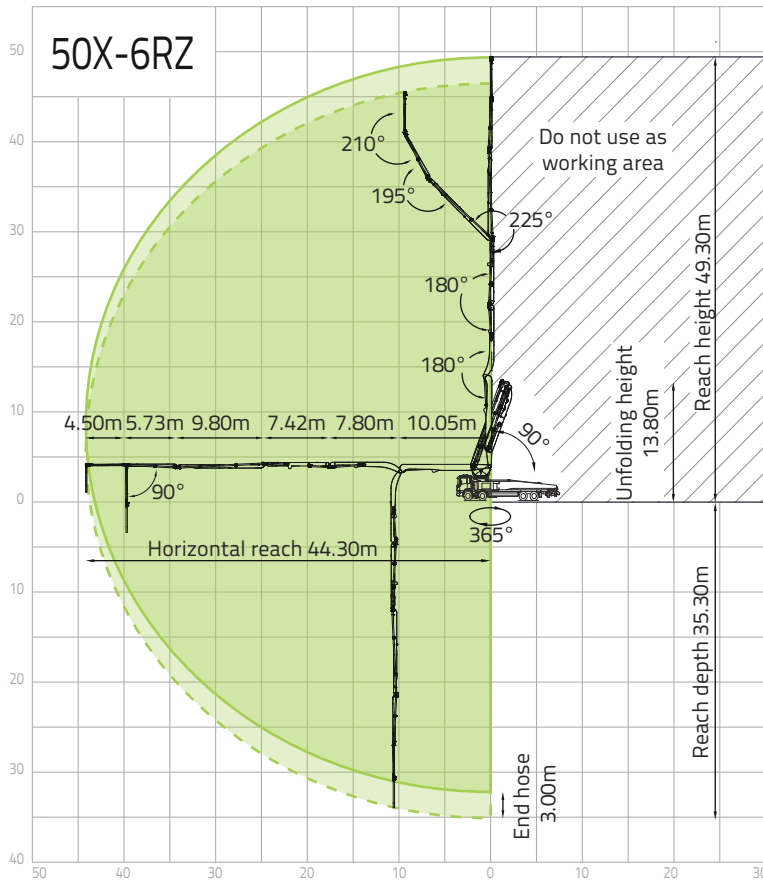 50X-6RZ
50
40
30
20
10
0
10
20
30
40
50
40
30
20
10
0
10
20
30
Do not use as
working area
210°
195°
225°
180°
180°
90°
4.50m
5.73m
9.80m
7.42m
7.80m
10.05m
90°
365°
Horizontal reach 44.30m
Unfolding height
13.80m
Reach height 49.30m
Reach depth 35.30m
End hose
3.00m